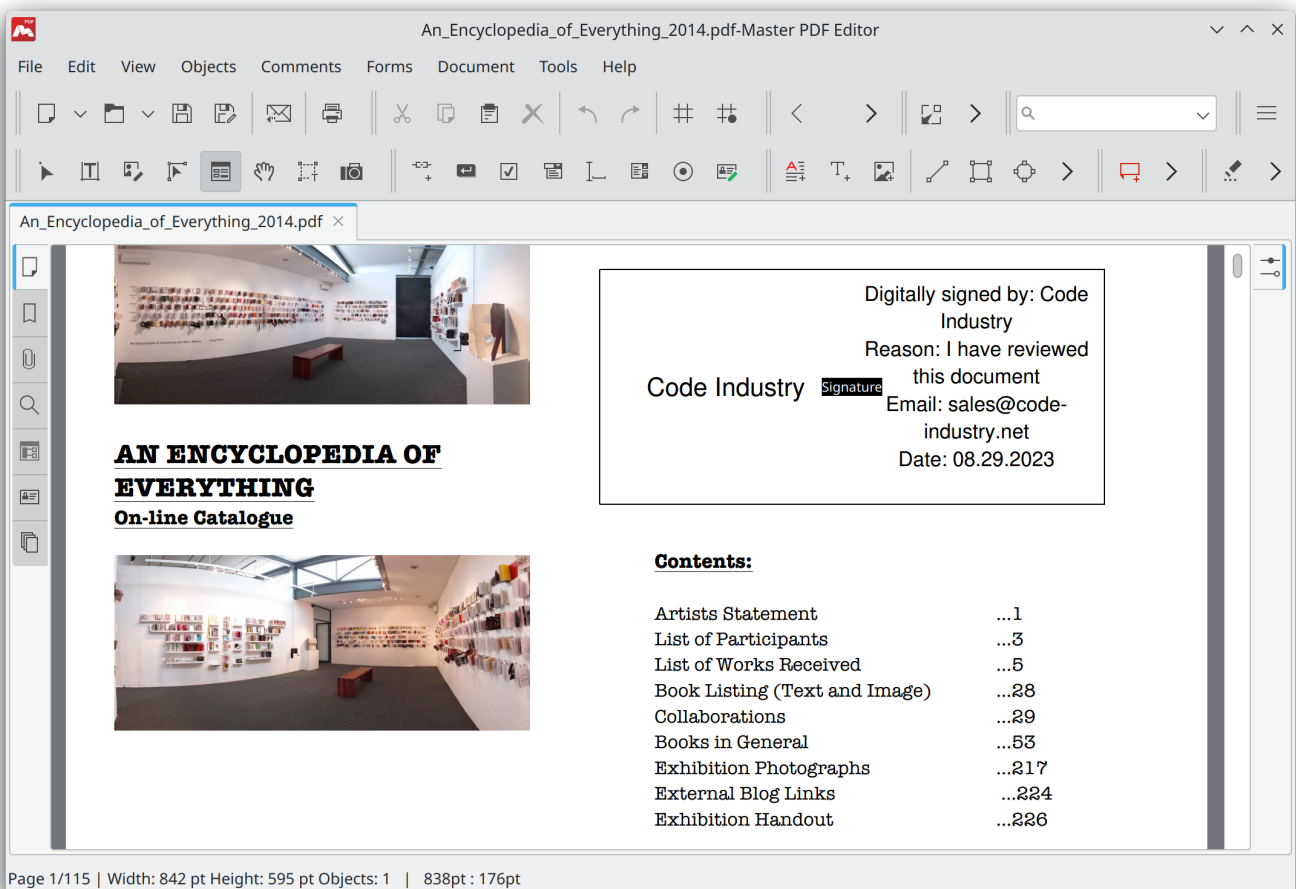 An_Encyclopedia_of_Everything_2014.pdf-Master PDF Editor
File Edit View Objects Comments Forms Document Tools Help
An_Encyclopedia_of_Everything_2014.pdf
AN ENCYCLOPEDIA OF
EVERYTHING
On-line Catalogue
Code Industry
Signature
Digitally signed by: Code
Industry
Reason: I have reviewed
this document
Email: sales@code-
industry.net
Date: 08.29.2023
Contents:
Artists Statement ...1
List of Participants ...3
List of Works Received ...5
Book Listing (Text and Image) ...28
Collaborations ...29
Books in General ...53
Exhibition Photographs ...217
External Blog Links ...224
Exhibition Handout ...226
Page 1/115 | Width: 842 pt Height: 595 pt Objects: 1 | 838pt : 176pt